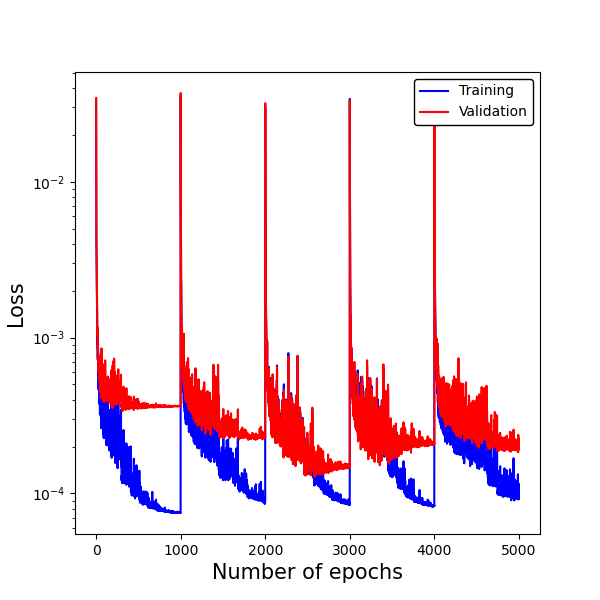 Training
Validation
10⁻²
10⁻³
10⁻⁴
Loss
0 1000 2000 3000 4000 5000
Number of epochs